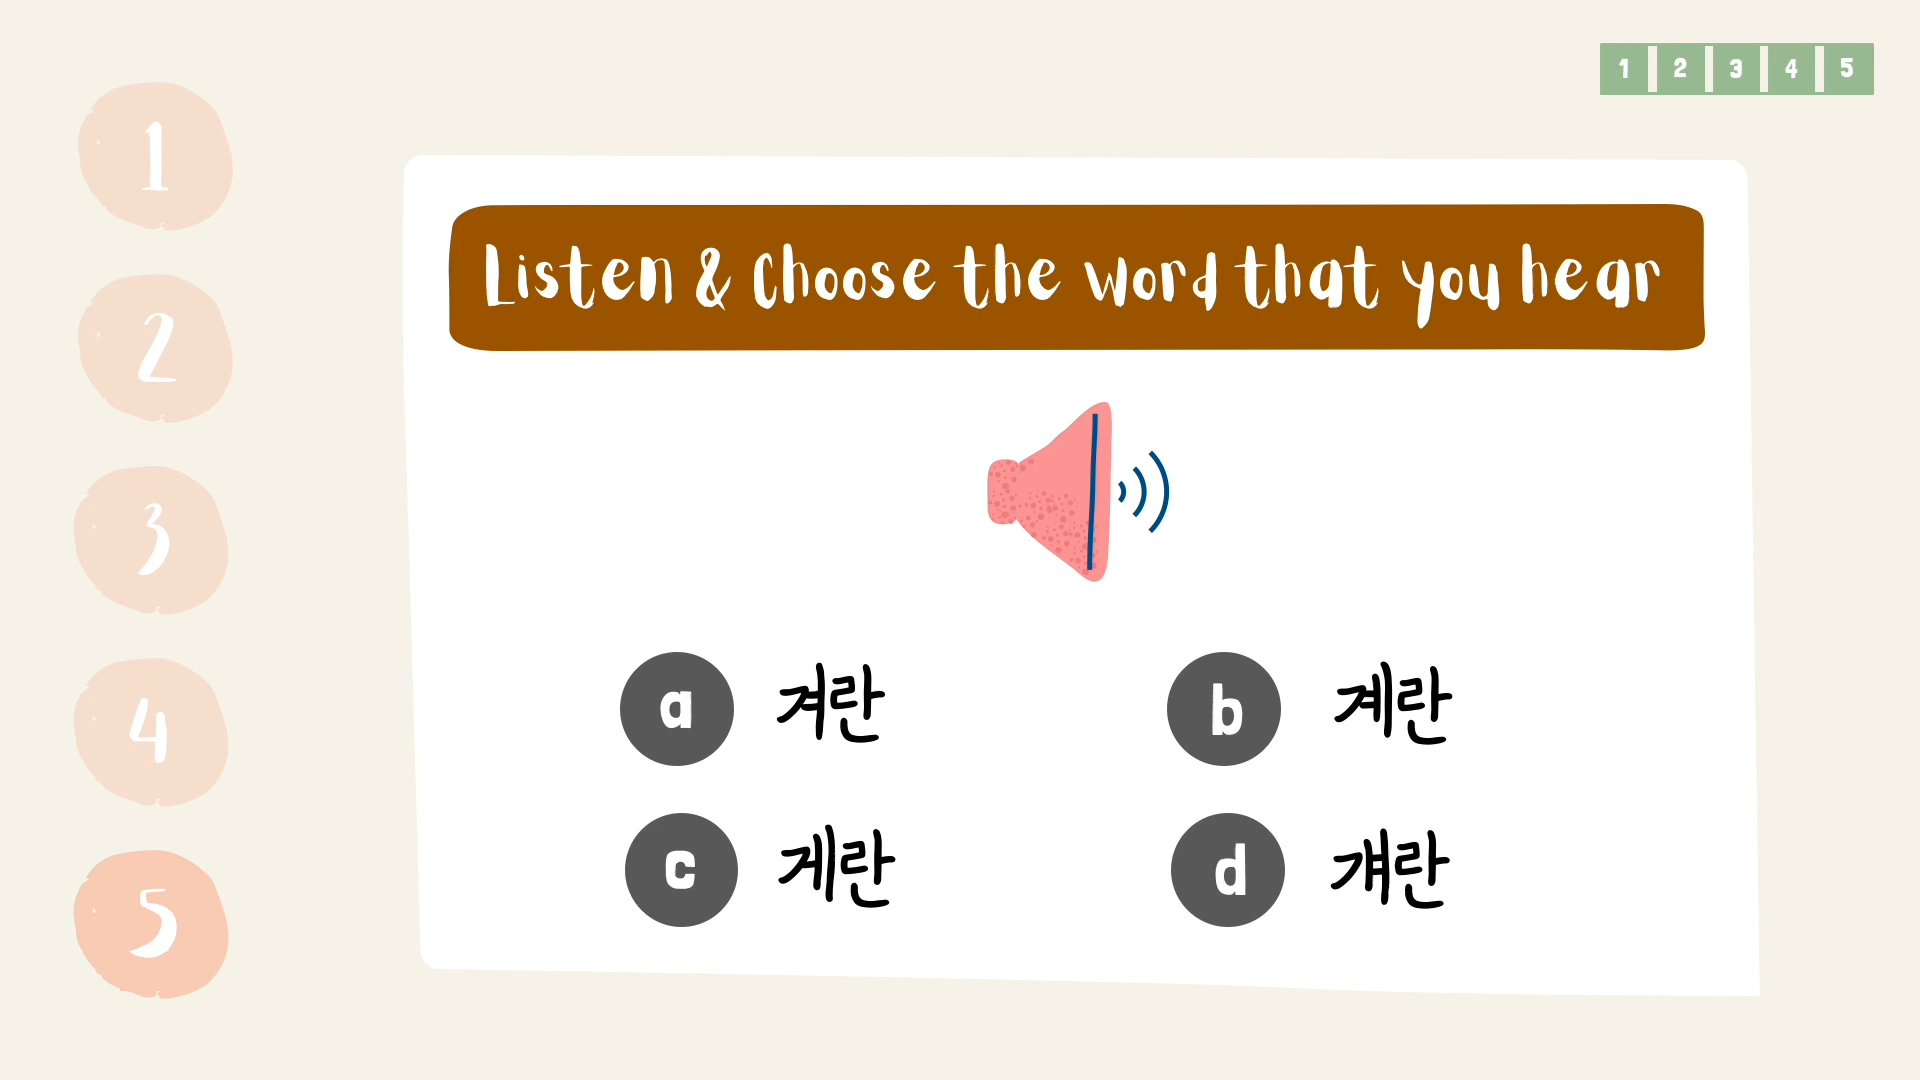 1 2 3 4 5
1
2
3
4
5
Listen & Choose the word that you hear
a 겨란
b 계란
c 게란
d 걔란